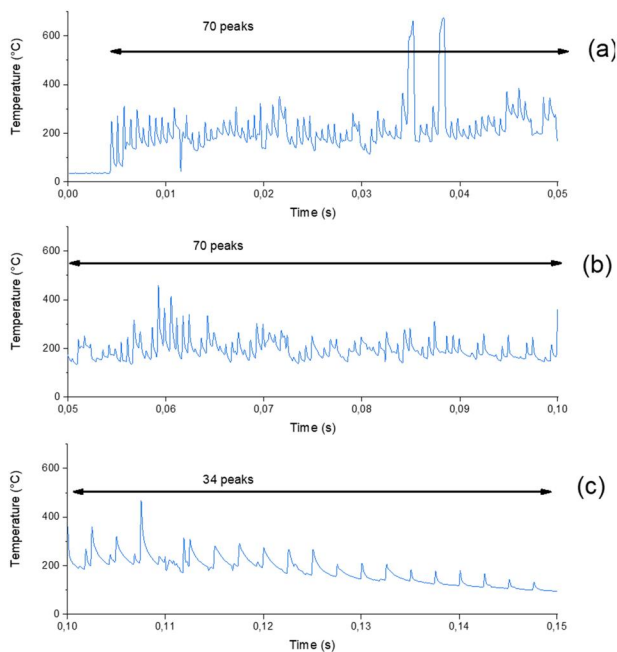 70 peaks
(a)
Temperature (°C)
600
400
200
0
0,00 0,01 0,02 0,03 0,04 0,05
Time (s)
70 peaks
(b)
Temperature (°C)
600
400
200
0
0,05 0,06 0,07 0,08 0,09 0,10
Time (s)
34 peaks
(c)
Temperature (°C)
600
400
200
0
0,10 0,11 0,12 0,13 0,14 0,15
Time (s)